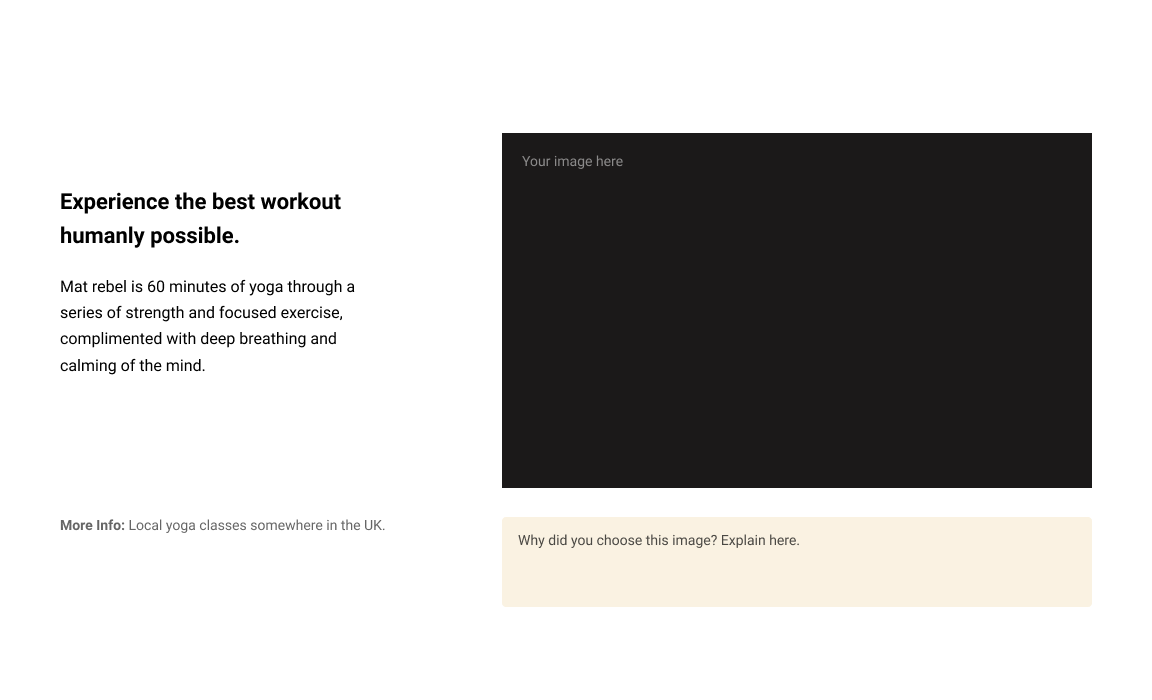 Your image here
Experience the best workout
humanly possible.
Mat rebel is 60 minutes of yoga through a
series of strength and focused exercise,
complimented with deep breathing and
calming of the mind.
More Info: Local yoga classes somewhere in the UK.
Why did you choose this image? Explain here.